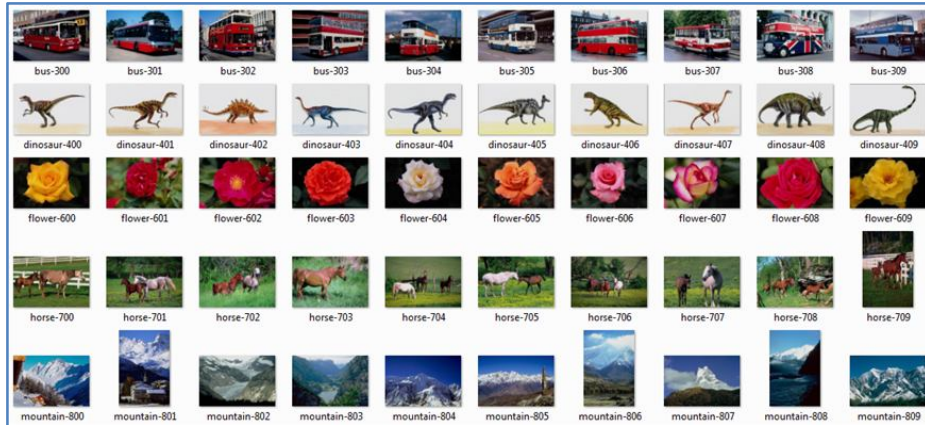 bus-300 bus-301 bus-302 bus-303 bus-304 bus-305 bus-306 bus-307 bus-308 bus-309
dinosaur-400 dinosaur-401 dinosaur-402 dinosaur-403 dinosaur-404 dinosaur-405 dinosaur-406 dinosaur-407 dinosaur-408 dinosaur-409
flower-600 flower-601 flower-602 flower-603 flower-604 flower-605 flower-606 flower-607 flower-608 flower-609
horse-700 horse-701 horse-702 horse-703 horse-704 horse-705 horse-706 horse-707 horse-708 horse-709
mountain-800 mountain-801 mountain-802 mountain-803 mountain-804 mountain-805 mountain-806 mountain-807 mountain-808 mountain-809